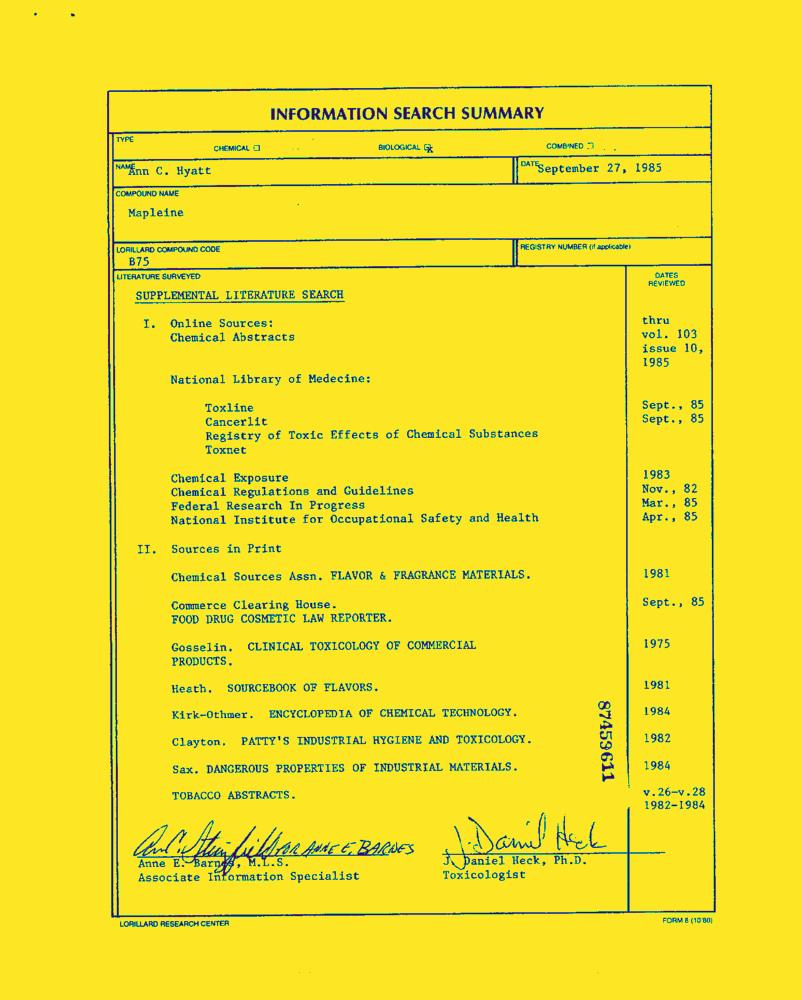 INFORMATION SEARCH SUMMARY
TYPE
CHEMICAL BIOLOGICAL COMBINED
NAME Ann C. Hyatt DATE September 27, 1985
COMPOUND NAME
Mapleine
LORILLARD COMPOUND CODE REGISTRY NUMBER (if applicable)
B75
LITERATURE SURVEYED DATES REVIEWED
SUPPLEMENTAL LITERATURE SEARCH
I. Online Sources: thru
Chemical Abstracts vol. 103
issue 10,
1985
National Library of Medecine:
Toxline Sept., 85
Cancerlit Sept., 85
Registry of Toxic Effects of Chemical Substances
Toxnet
Chemical Exposure 1983
Chemical Regulations and Guidelines Nov., 82
Federal Research In Progress Mar., 85
National Institute for Occupational Safety and Health Apr., 85
II. Sources in Print
Chemical Sources Assn. FLAVOR & FRAGRANCE MATERIALS. 1981
Commerce Clearing House. Sept., 85
FOOD DRUG COSMETIC LAW REPORTER.
Gosselin. CLINICAL TOXICOLOGY OF COMMERCIAL 1975
PRODUCTS.
Heath. SOURCEBOOK OF FLAVORS. 1981
Kirk-Othmer. ENCYCLOPEDIA OF CHEMICAL TECHNOLOGY. 1984
Clayton. PATTY'S INDUSTRIAL HYGIENE AND TOXICOLOGY. 1982
Sax. DANGEROUS PROPERTIES OF INDUSTRIAL MATERIALS. 1984
87459611
TOBACCO ABSTRACTS. v.26-v.28
1982-1984
FOR ANNE E. BARNES J. Daniel Heck
Anne E. Barnes, M.L.S. J. Daniel Heck, Ph.D.
Associate Information Specialist Toxicologist
LORILLARD RESEARCH CENTER FORM 8 (10/80)